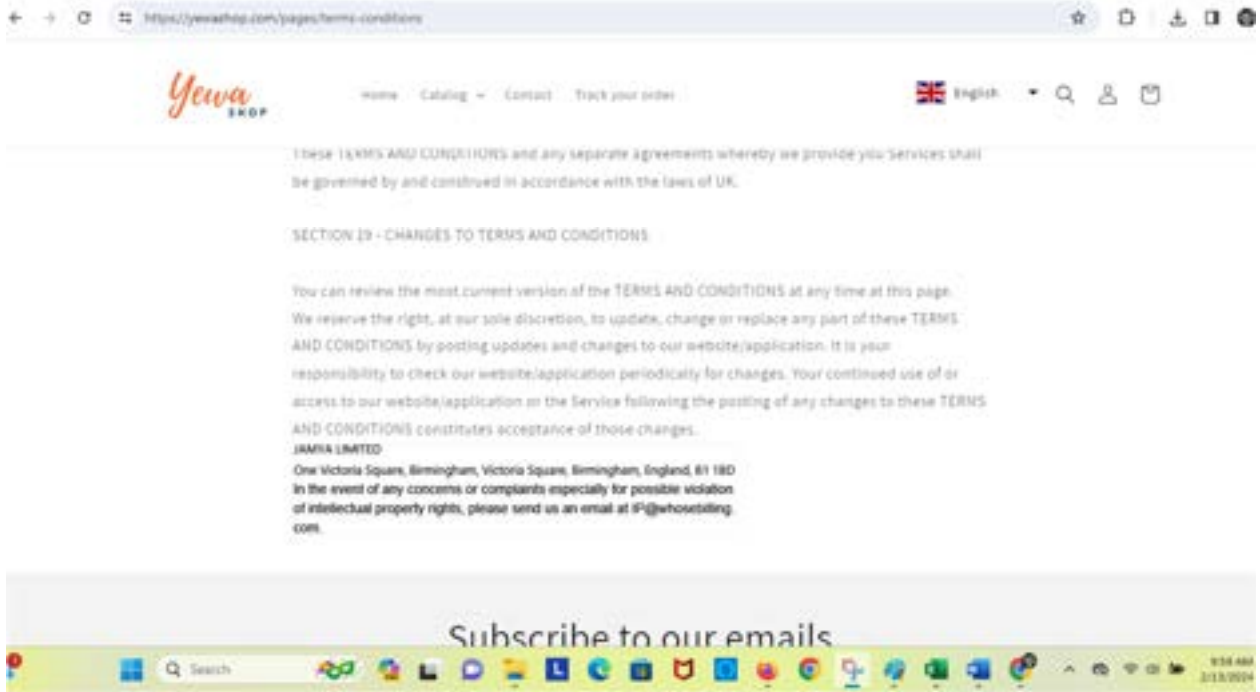 https://yewashop.com/pages/terms-conditions
Yewa
SHOP
Home Catalog Contact Track your order
English
These TERMS AND CONDITIONS and any separate agreements whereby we provide you Services shall
be governed by and construed in accordance with the laws of UK.
SECTION 19 - CHANGES TO TERMS AND CONDITIONS
You can review the most current version of the TERMS AND CONDITIONS at any time at this page.
We reserve the right, at our sole discretion, to update, change or replace any part of these TERMS
AND CONDITIONS by posting updates and changes to our website/application. It is your
responsibility to check our website/application periodically for changes. Your continued use of or
access to our website/application or the Service following the posting of any changes to these TERMS
AND CONDITIONS constitutes acceptance of those changes.
JAMYA LIMITED
One Victoria Square, Birmingham, Victoria Square, Birmingham, England, B1 1BD
In the event of any concerns or complaints especially for possible violation
of intellectual property rights, please send us an email at IP@whosebilling.
com.
Subscribe to our emails
Search
9:58 AM
2/13/2024